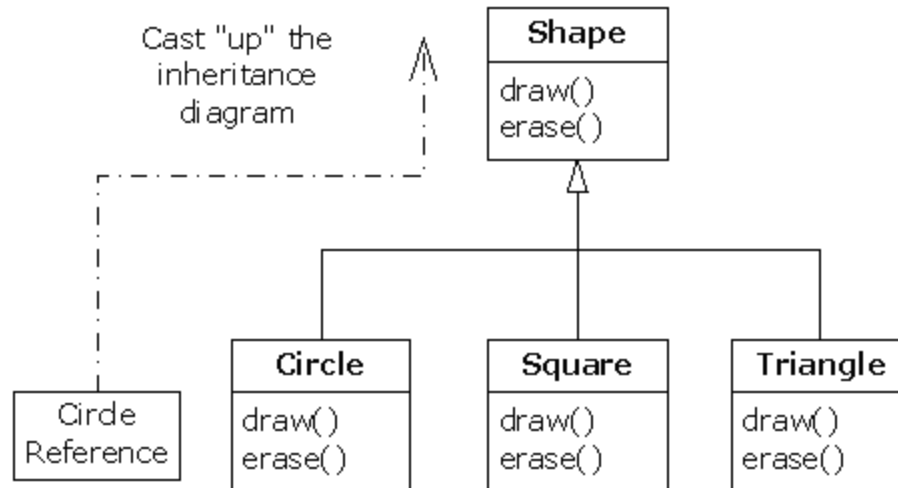 Cast "up" the
inheritance
diagram
Shape
draw()
erase()
Circle
draw()
erase()
Square
draw()
erase()
Triangle
draw()
erase()
Circle
Reference